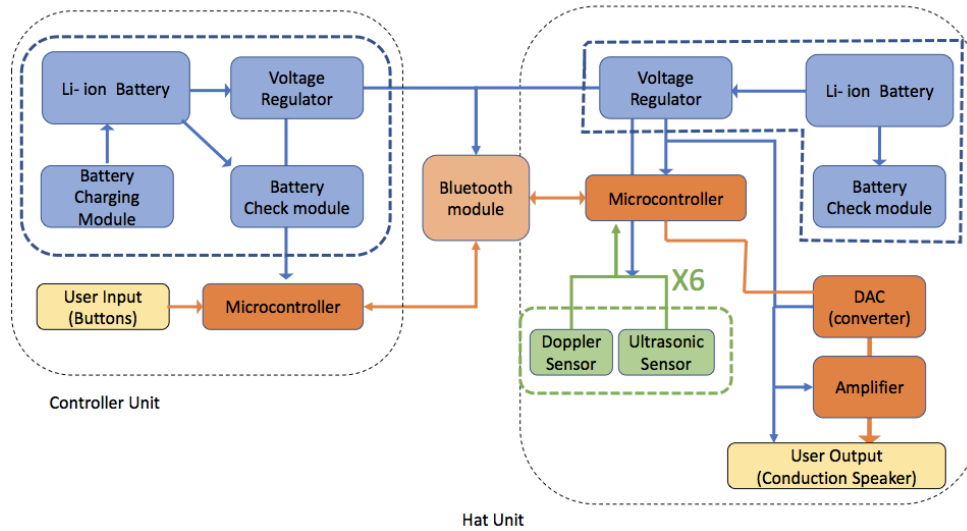 Li- ion Battery
Voltage
Regulator
Battery
Charging
Module
Battery
Check module
User Input
(Buttons)
Microcontroller
Controller Unit
Bluetooth
module
Voltage
Regulator
Li- ion Battery
Microcontroller
Battery
Check module
X6
Doppler
Sensor
Ultrasonic
Sensor
DAC
(converter)
Amplifier
User Output
(Conduction Speaker)
Hat Unit